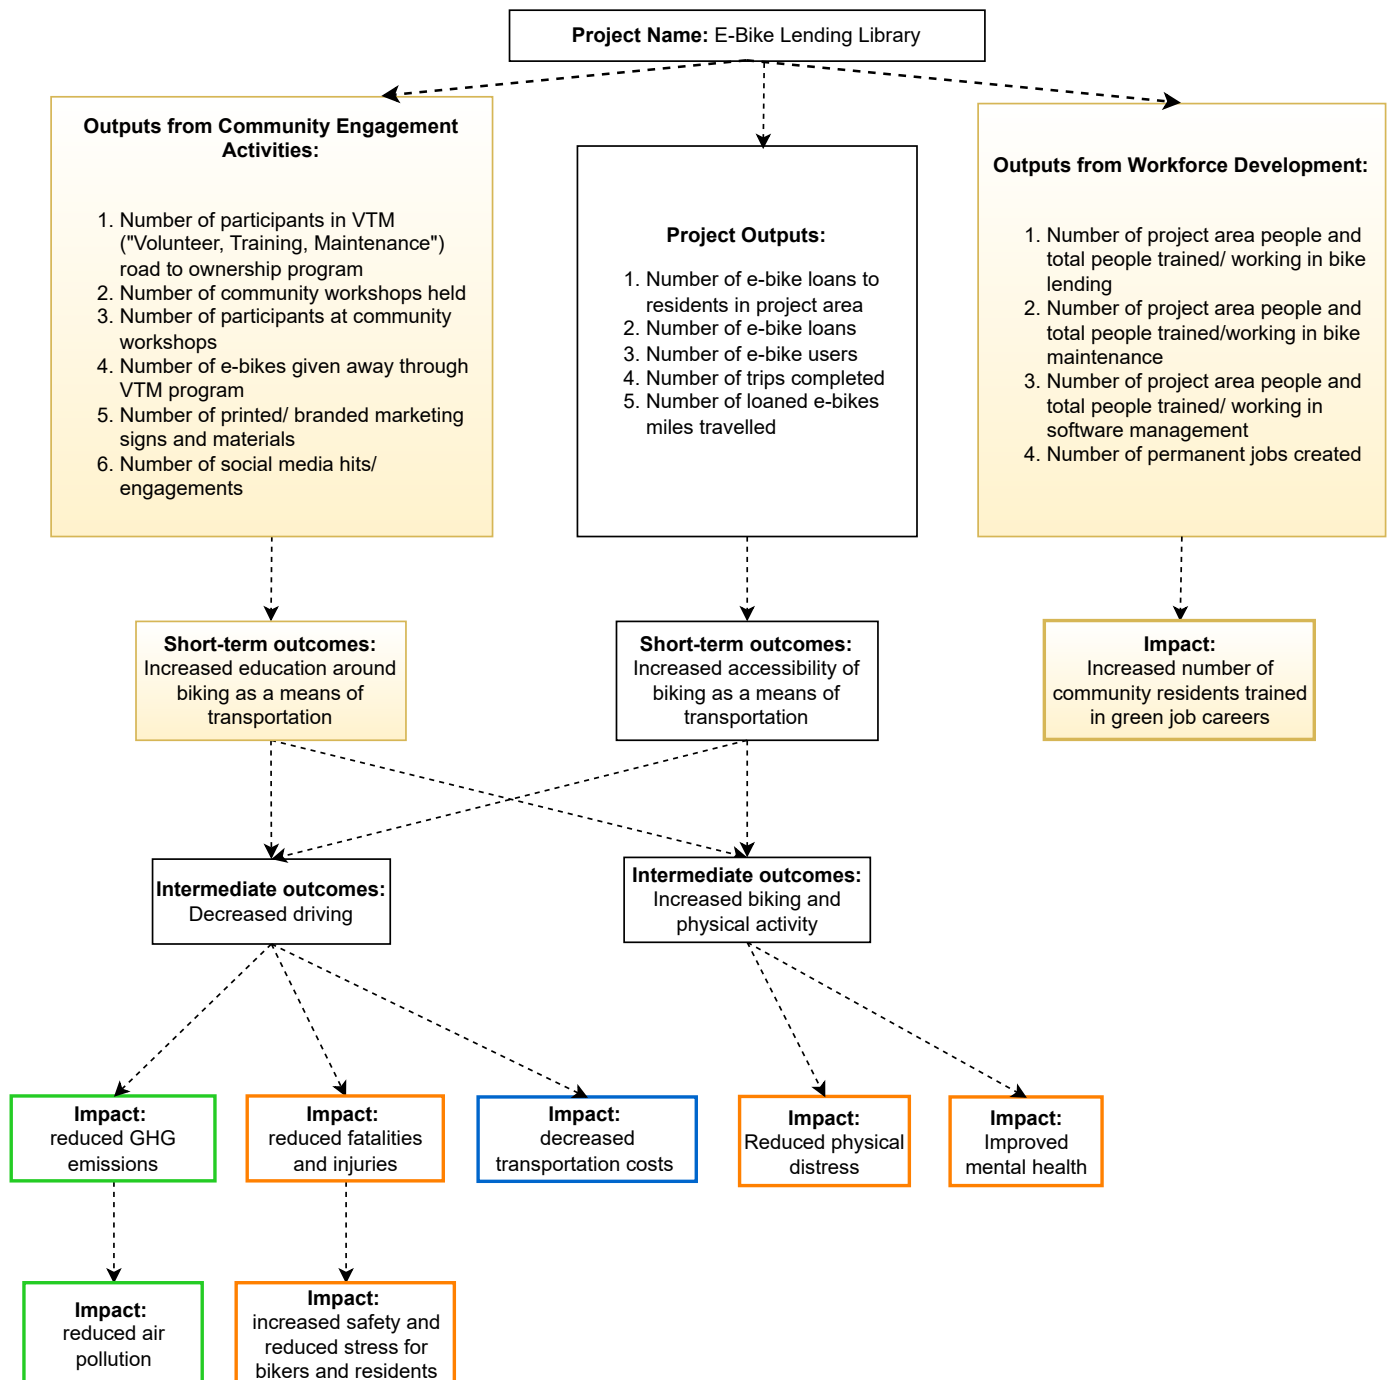 Project Name: E-Bike Lending Library
Outputs from Community Engagement
Activities:
1. Number of participants in VTM
("Volunteer, Training, Maintenance")
road to ownership program
2. Number of community workshops held
3. Number of participants at community
workshops
4. Number of e-bikes given away through
VTM program
5. Number of printed/ branded marketing
signs and materials
6. Number of social media hits/
engagements
Project Outputs:
1. Number of e-bike loans to
residents in project area
2. Number of e-bike loans
3. Number of e-bike users
4. Number of trips completed
5. Number of loaned e-bikes
miles travelled
Outputs from Workforce Development:
1. Number of project area people and
total people trained/ working in bike
lending
2. Number of project area people and
total people trained/working in bike
maintenance
3. Number of project area people and
total people trained/ working in
software management
4. Number of permanent jobs created
Short-term outcomes:
Increased education around
biking as a means of
transportation
Short-term outcomes:
Increased accessibility of
biking as a means of
transportation
Impact:
Increased number of
community residents trained
in green job careers
Intermediate outcomes:
Decreased driving
Intermediate outcomes:
Increased biking and
physical activity
Impact:
reduced GHG
emissions
Impact:
reduced fatalities
and injuries
Impact:
decreased
transportation costs
Impact:
Reduced physical
distress
Impact:
Improved
mental health
Impact:
reduced air
pollution
Impact:
increased safety and
reduced stress for
bikers and residents